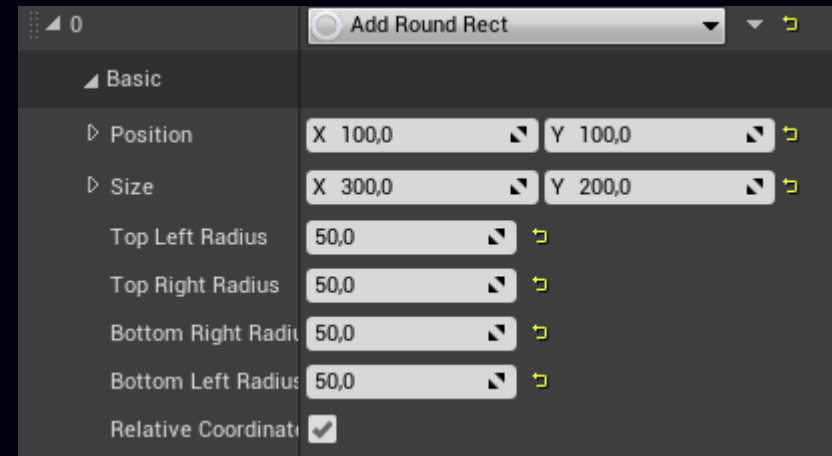 0 Add Round Rect
Basic
Position X 100,0 Y 100,0
Size X 300,0 Y 200,0
Top Left Radius 50,0
Top Right Radius 50,0
Bottom Right Radiu 50,0
Bottom Left Radius 50,0
Relative Coordinate